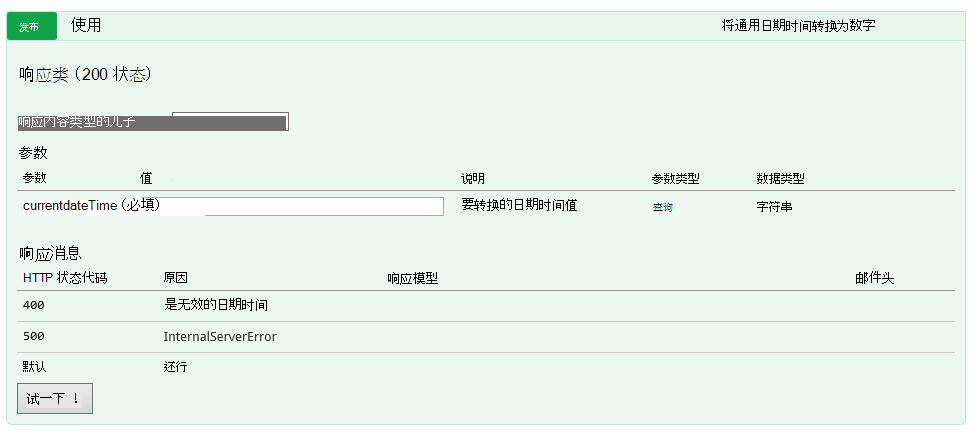 发布 使用 将通用日期时间转换为数字
响应类 (200 状态)
响应内容类型的儿子
参数
参数 值 说明 参数类型 数据类型
currentdateTime (必填) 要转换的日期时间值 查询 字符串
响应消息
HTTP 状态代码 原因 响应模型 邮件头
400 是无效的日期时间
500 InternalServerError
默认 还行
试一下 !